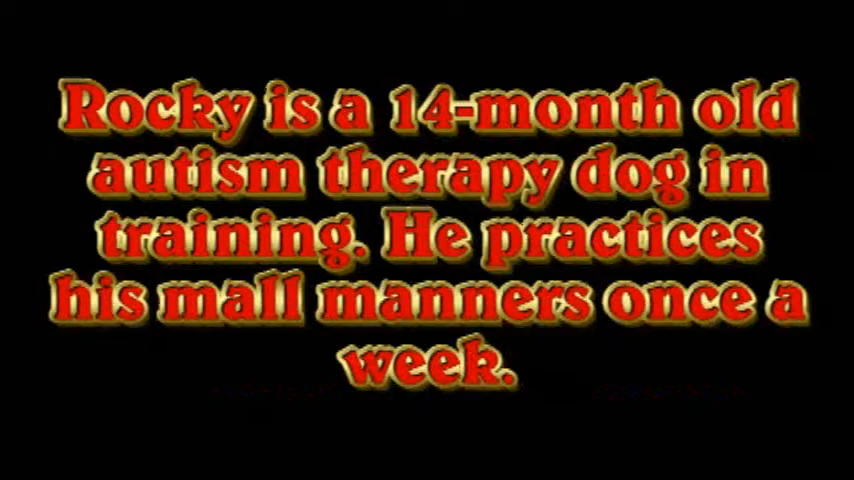 Rocky is a 14-month old
autism therapy dog in
training. He practices
his mall manners once a
week.